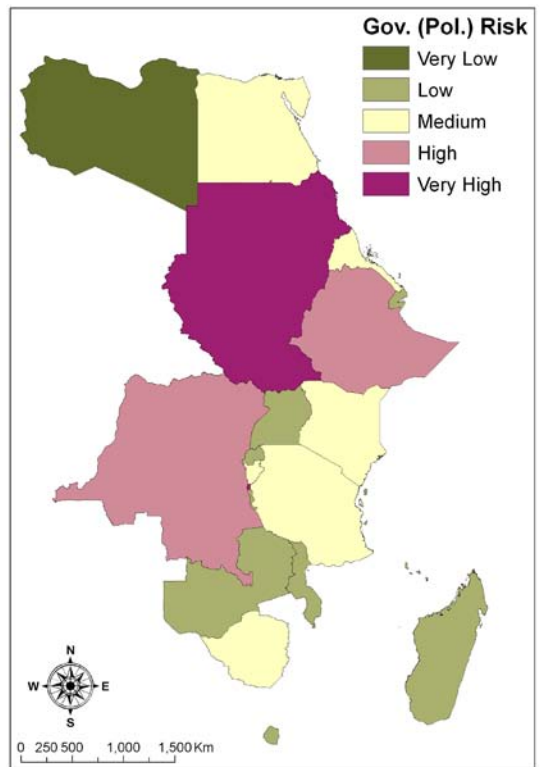 Gov. (Pol.) Risk
Very Low
Low
Medium
High
Very High
N
W E
S
0 250 500 1,000 1,500 Km